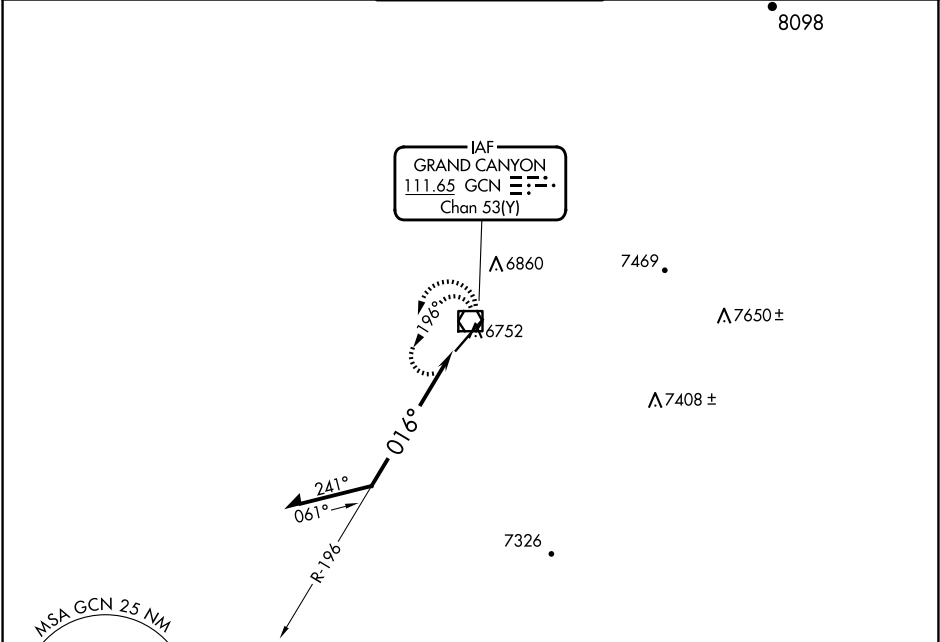 8098
IAF
GRAND CANYON
111.65 GCN
Chan 53(Y)
6860
7469
7650 ±
196°
6752
7408 ±
016°
241°
061°
7326
R-196
MSA GCN 25 NM